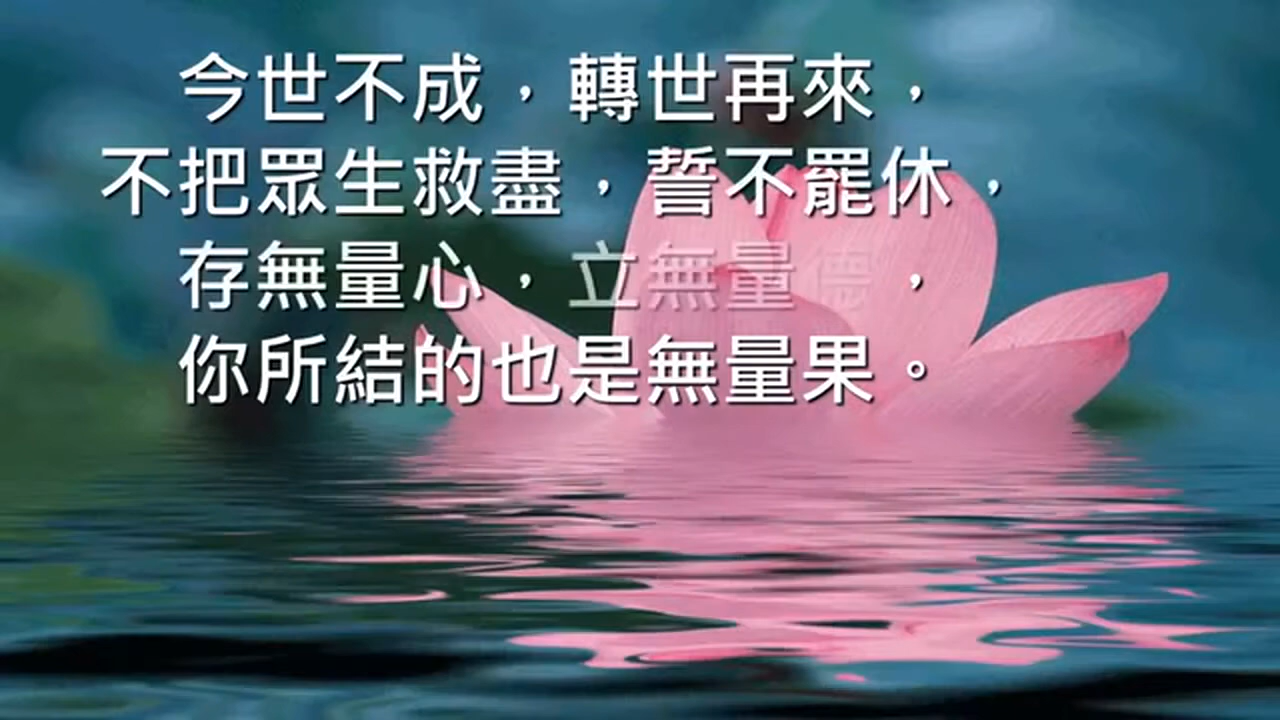 今世不成，轉世再來，
不把眾生救盡，誓不罷休，
存無量心，立無量德，
你所結的也是無量果。